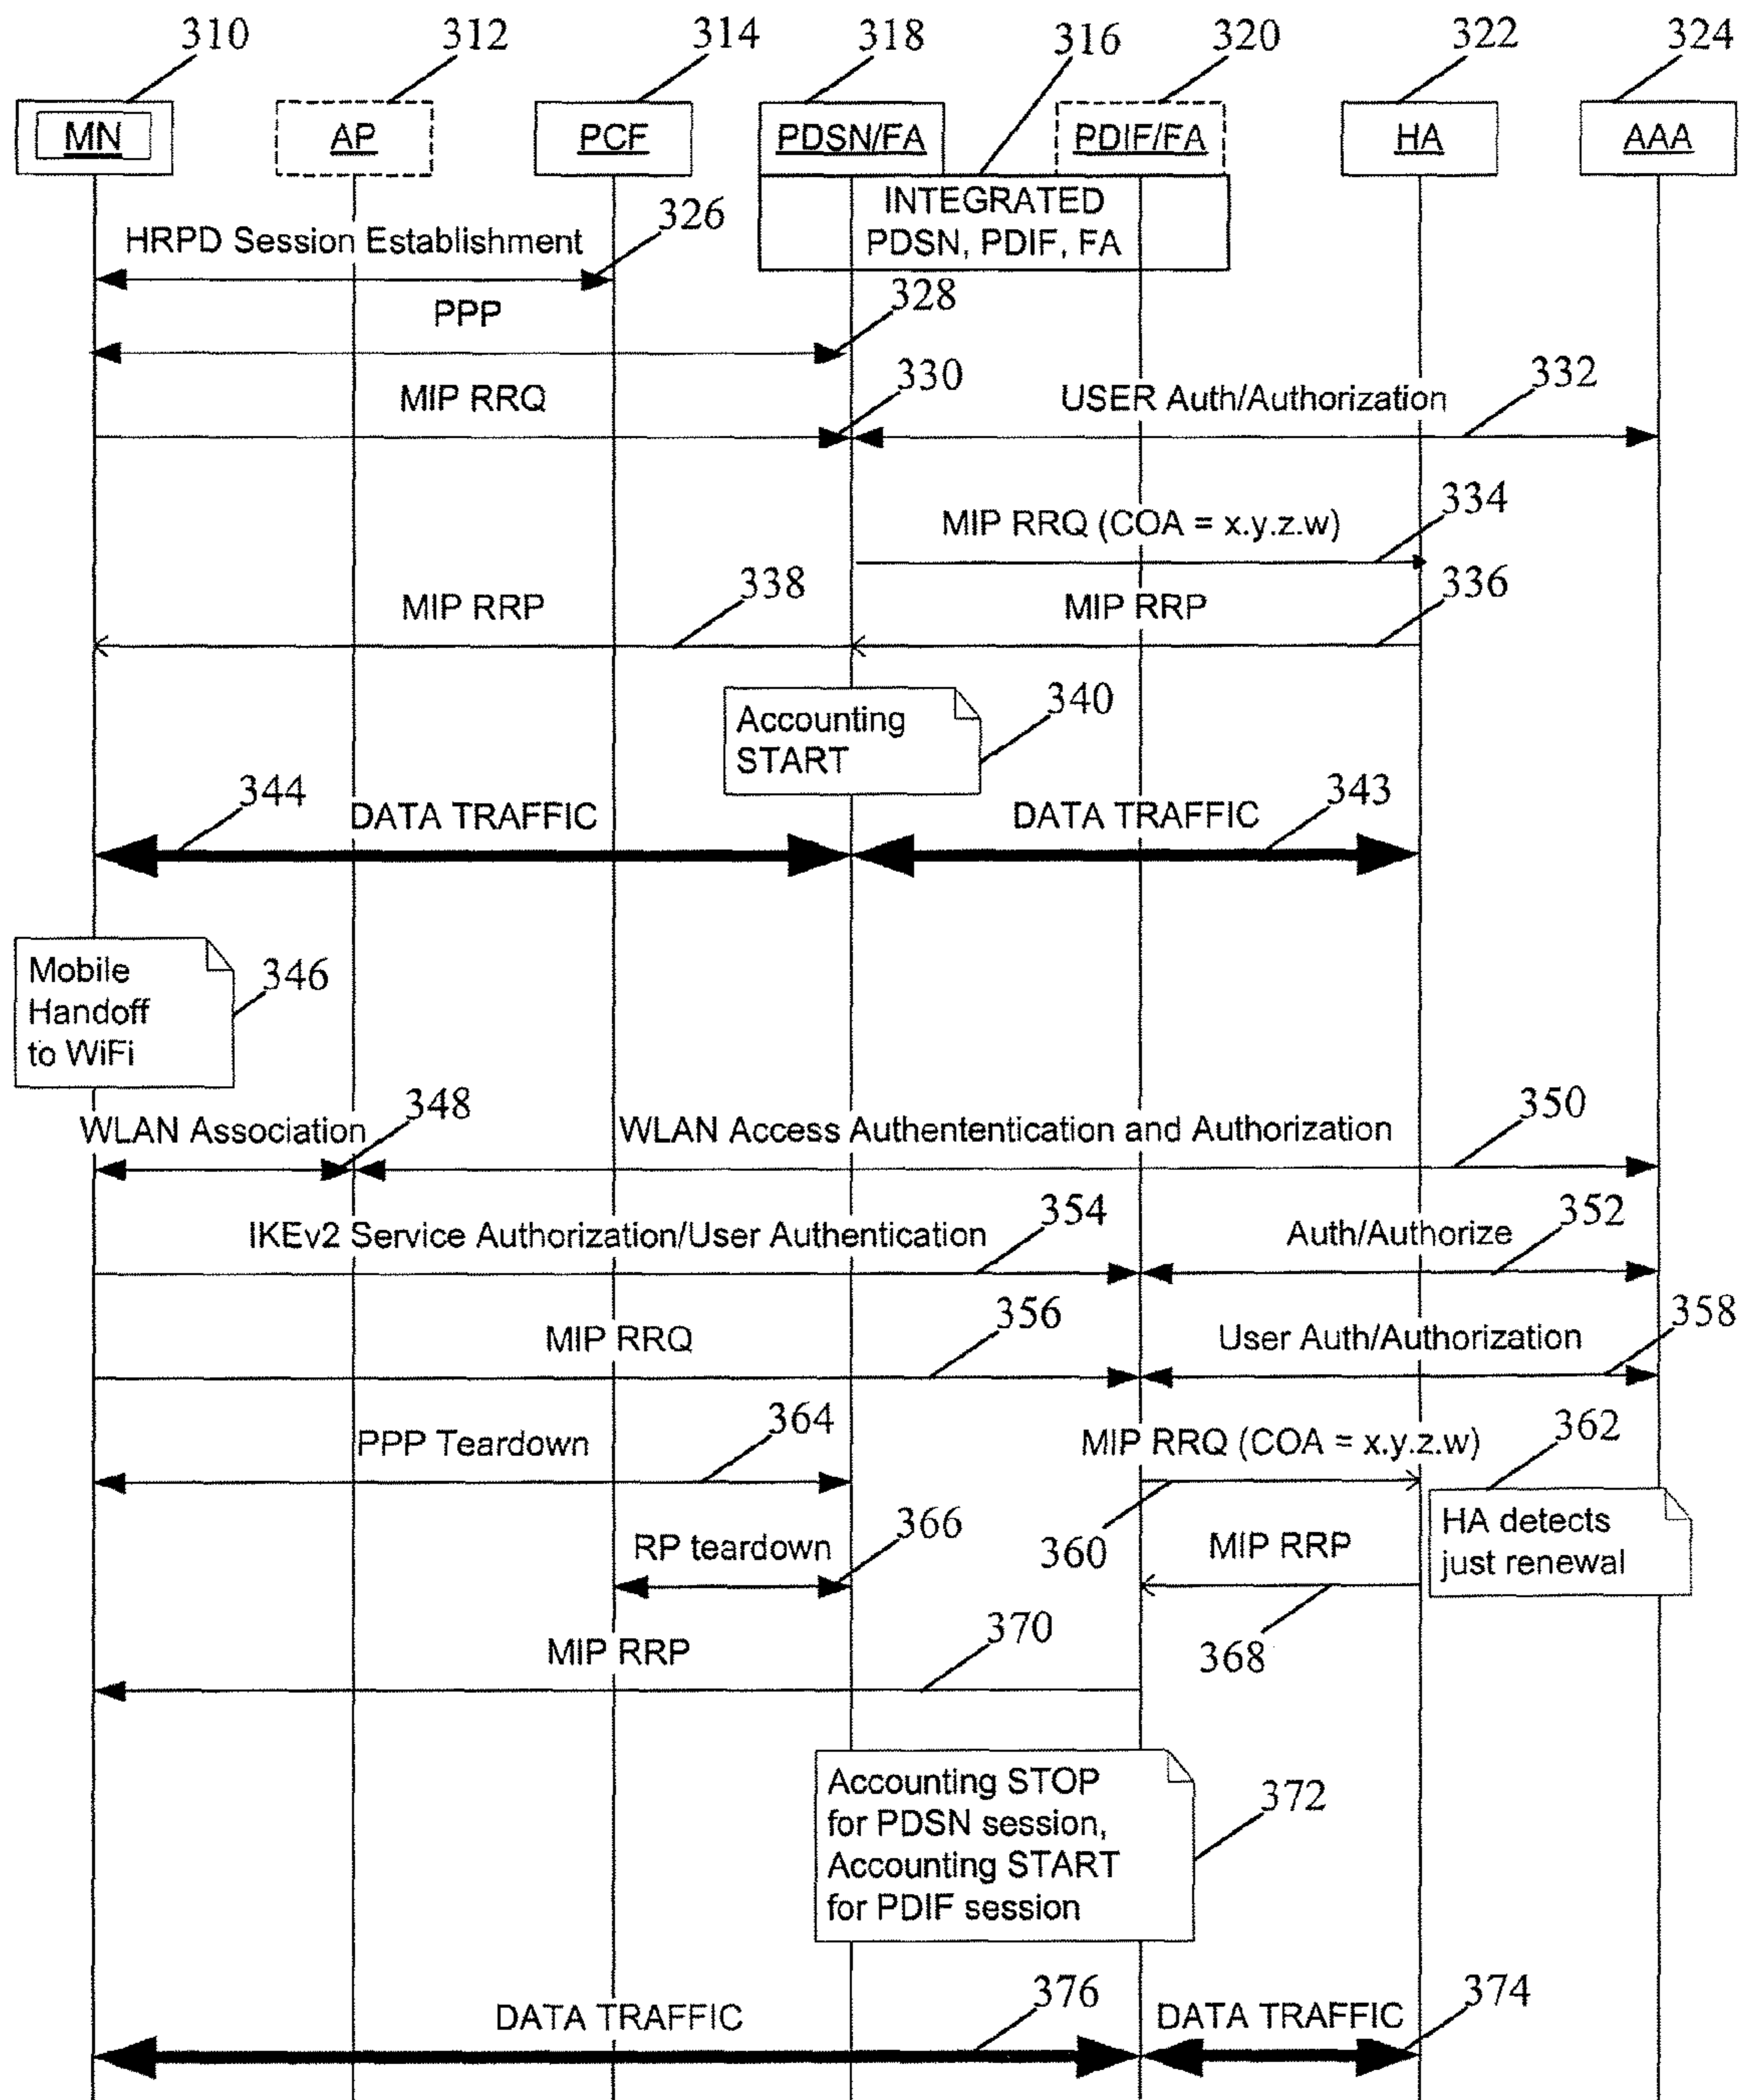 310 312 314 318 316 320 322 324
MN AP PCF PDSN/FA PDIF/FA HA AAA
INTEGRATED
PDSN, PDIF, FA
HRPD Session Establishment 326
PPP 328
MIP RRQ 330 USER Auth/Authorization 332
MIP RRQ (COA = x.y.z.w) 334
MIP RRP 338 MIP RRP 336
Accounting
START
340
344 DATA TRAFFIC DATA TRAFFIC 343
Mobile
Handoff
to WiFi
346
WLAN Association 348 WLAN Access Authententication and Authorization 350
IKEv2 Service Authorization/User Authentication 354 Auth/Authorize 352
MIP RRQ 356 User Auth/Authorization 358
PPP Teardown 364 MIP RRQ (COA = x.y.z.w) 362
360
HA detects
just renewal
RP teardown 366 MIP RRP
368
MIP RRP 370
Accounting STOP
for PDSN session,
Accounting START
for PDIF session
372
DATA TRAFFIC 376 DATA TRAFFIC 374